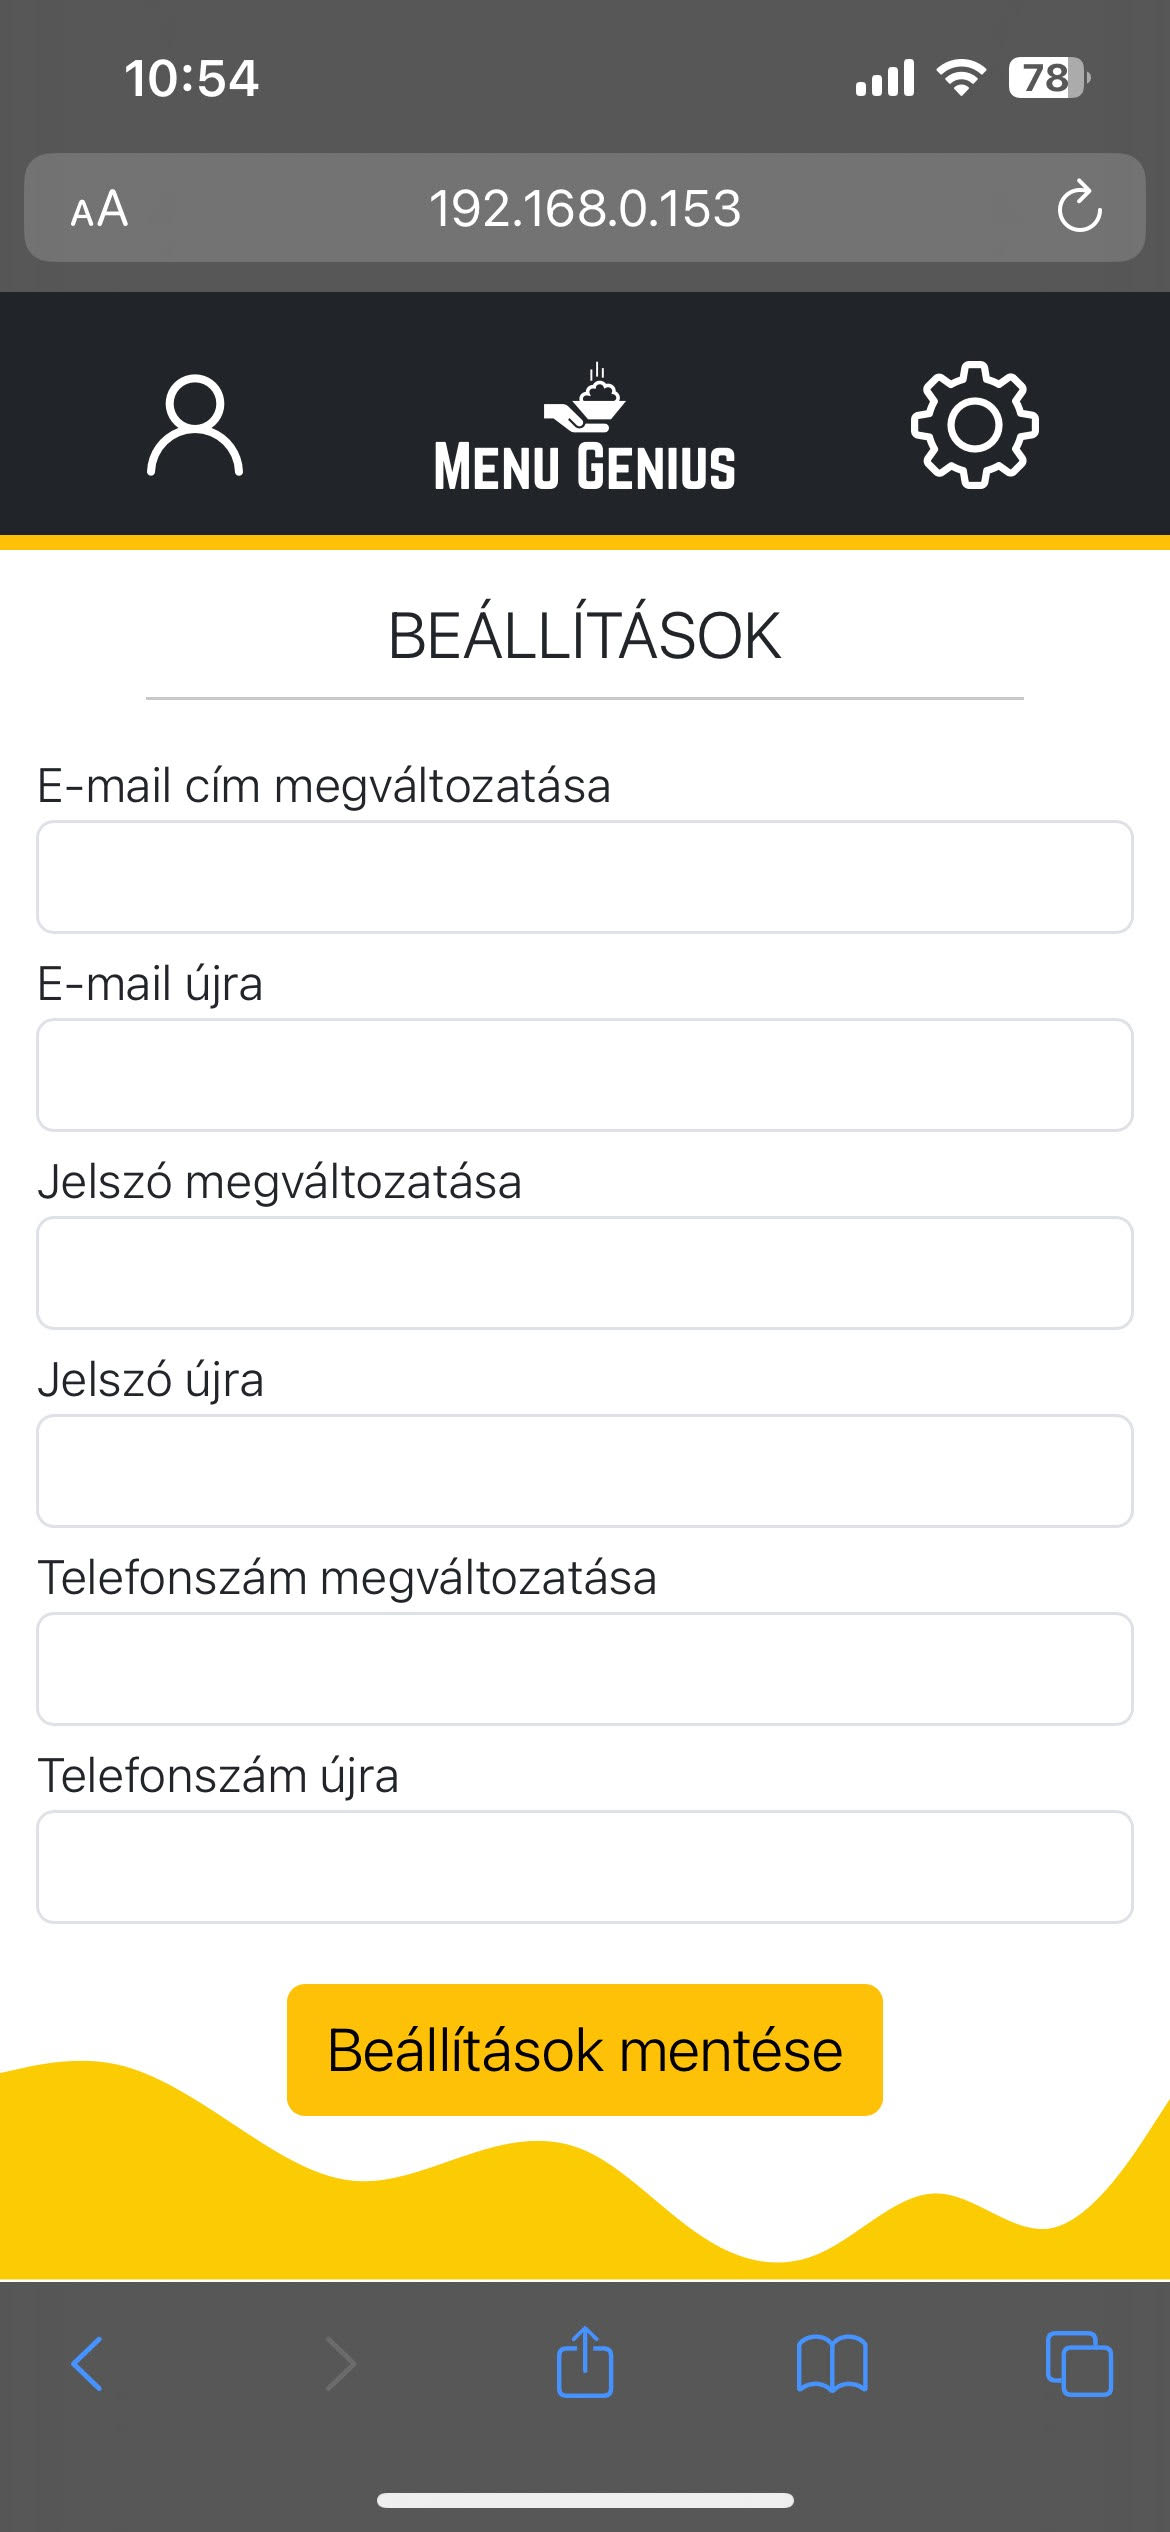 10:54
78
AA
192.168.0.153
MENU GENIUS
BEÁLLÍTÁSOK
E-mail cím megváltozatása
E-mail újra
Jelszó megváltozatása
Jelszó újra
Telefonszám megváltozatása
Telefonszám újra
Beállítások mentése